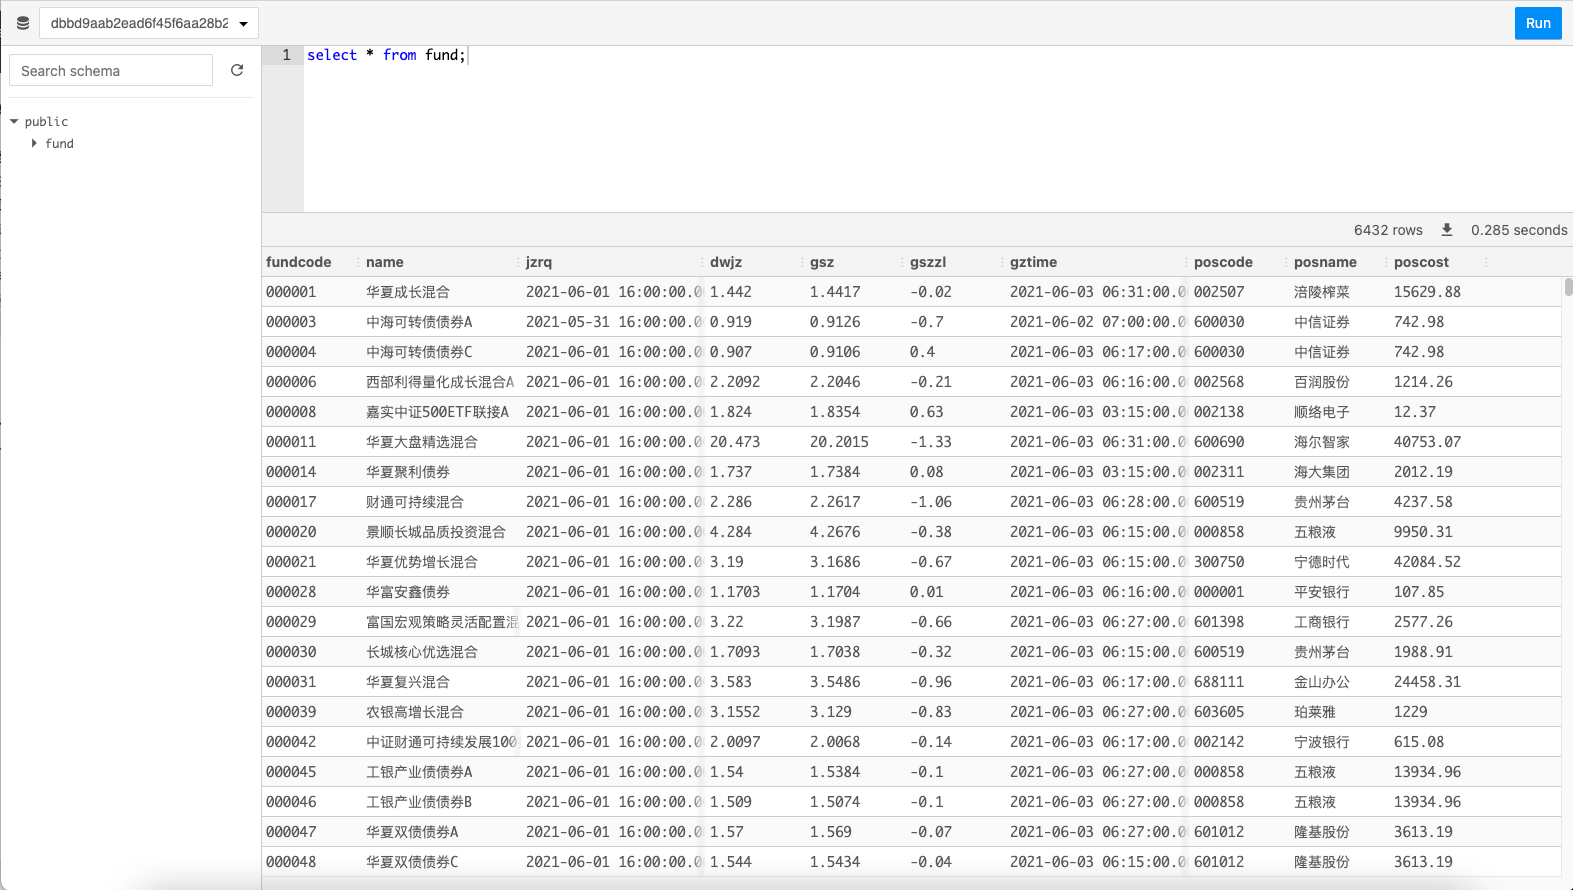 dbbd9aab2ead6f45f6aa28b2
Run
Search schema
1 select * from fund;
public
fund
6432 rows 0.285 seconds
fundcode name jzrq dwjz gsz gszzl gztime poscode posname poscost
000001 华夏成长混合 2021-06-01 16:00:00.0 1.442 1.4417 -0.02 2021-06-03 06:31:00.0 002507 涪陵榨菜 15629.88
000003 中海可转债债券A 2021-05-31 16:00:00.0 0.919 0.9126 -0.7 2021-06-02 07:00:00.0 600030 中信证券 742.98
000004 中海可转债债券C 2021-06-01 16:00:00.0 0.907 0.9106 0.4 2021-06-03 06:17:00.0 600030 中信证券 742.98
000006 西部利得量化成长混合A 2021-06-01 16:00:00.0 2.2092 2.2046 -0.21 2021-06-03 06:16:00.0 002568 百润股份 1214.26
000008 嘉实中证500ETF联接A 2021-06-01 16:00:00.0 1.824 1.8354 0.63 2021-06-03 03:15:00.0 002138 顺络电子 12.37
000011 华夏大盘精选混合 2021-06-01 16:00:00.0 20.473 20.2015 -1.33 2021-06-03 06:31:00.0 600690 海尔智家 40753.07
000014 华夏聚利债券 2021-06-01 16:00:00.0 1.737 1.7384 0.08 2021-06-03 03:15:00.0 002311 海大集团 2012.19
000017 财通可持续混合 2021-06-01 16:00:00.0 2.286 2.2617 -1.06 2021-06-03 06:28:00.0 600519 贵州茅台 4237.58
000020 景顺长城品质投资混合 2021-06-01 16:00:00.0 4.284 4.2676 -0.38 2021-06-03 06:15:00.0 000858 五粮液 9950.31
000021 华夏优势增长混合 2021-06-01 16:00:00.0 3.19 3.1686 -0.67 2021-06-03 06:15:00.0 300750 宁德时代 42084.52
000028 华富安鑫债券 2021-06-01 16:00:00.0 1.1703 1.1704 0.01 2021-06-03 06:16:00.0 000001 平安银行 107.85
000029 富国宏观策略灵活配置混 2021-06-01 16:00:00.0 3.22 3.1987 -0.66 2021-06-03 06:27:00.0 601398 工商银行 2577.26
000030 长城核心优选混合 2021-06-01 16:00:00.0 1.7093 1.7038 -0.32 2021-06-03 06:15:00.0 600519 贵州茅台 1988.91
000031 华夏复兴混合 2021-06-01 16:00:00.0 3.583 3.5486 -0.96 2021-06-03 06:17:00.0 688111 金山办公 24458.31
000039 农银高增长混合 2021-06-01 16:00:00.0 3.1552 3.129 -0.83 2021-06-03 06:27:00.0 603605 珀莱雅 1229
000042 中证财通可持续发展100 2021-06-01 16:00:00.0 2.0097 2.0068 -0.14 2021-06-03 06:17:00.0 002142 宁波银行 615.08
000045 工银产业债债券A 2021-06-01 16:00:00.0 1.54 1.5384 -0.1 2021-06-03 06:27:00.0 000858 五粮液 13934.96
000046 工银产业债债券B 2021-06-01 16:00:00.0 1.509 1.5074 -0.1 2021-06-03 06:27:00.0 000858 五粮液 13934.96
000047 华夏双债债券A 2021-06-01 16:00:00.0 1.57 1.569 -0.07 2021-06-03 06:27:00.0 601012 隆基股份 3613.19
000048 华夏双债债券C 2021-06-01 16:00:00.0 1.544 1.5434 -0.04 2021-06-03 06:15:00.0 601012 隆基股份 3613.19